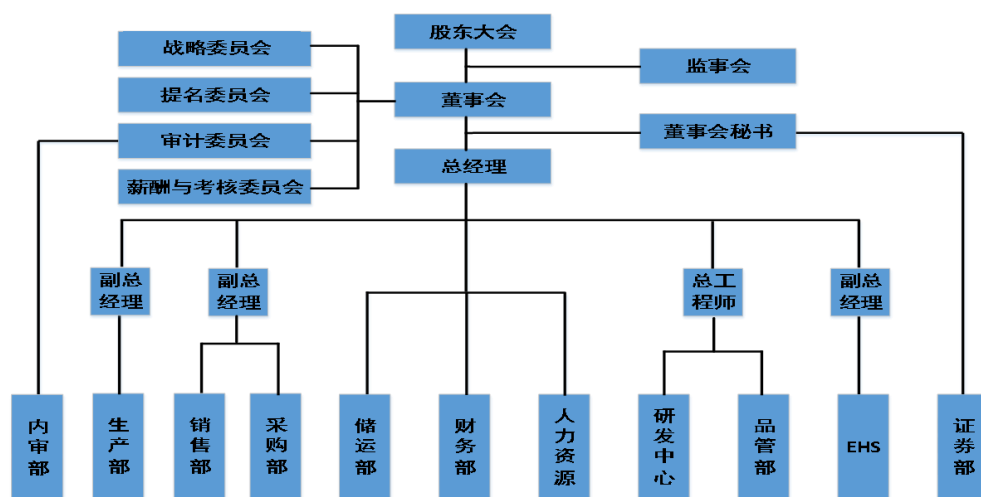 股东大会
战略委员会
监事会
提名委员会
董事会
审计委员会
董事会秘书
总经理
薪酬与考核委员会
副总
经理
副总
经理
总工
程师
副总
经理
内审部
生产部
销售部
采购部
储运部
财务部
人力资源
研发中心
品管部
EHS
证券部